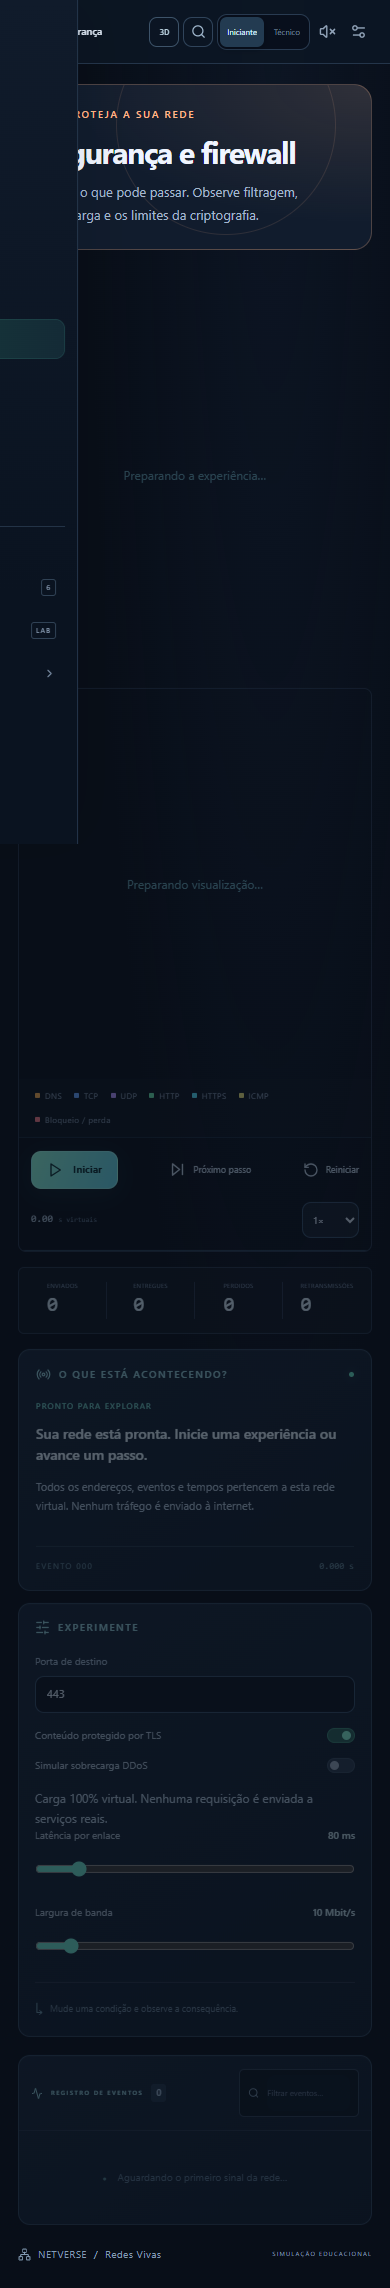 rança
3D
Iniciante
Técnico
ROTEJA A SUA REDE
gurança e firewall
o que pode passar. Observe filtragem,
arga e os limites da criptografia.
Preparando a experiência...
6
LAB
Preparando visualização...
DNS
TCP
UDP
HTTP
HTTPS
ICMP
Bloqueio / perda
Iniciar
Próximo passo
Reiniciar
0.00 s virtuais
1×
ENVIADOS
ENTREGUES
PERDIDOS
RETRANSMISSÕES
0
0
0
0
O QUE ESTÁ ACONTECENDO?
PRONTO PARA EXPLORAR
Sua rede está pronta. Inicie uma experiência ou
avance um passo.
Todos os endereços, eventos e tempos pertencem a esta rede
virtual. Nenhum tráfego é enviado à internet.
EVENTO 000
0.000 s
EXPERIMENTE
Porta de destino
443
Conteúdo protegido por TLS
Simular sobrecarga DDoS
Carga 100% virtual. Nenhuma requisição é enviada a
serviços reais.
Latência por enlace
80 ms
Largura de banda
10 Mbit/s
Mude uma condição e observe a consequência.
REGISTRO DE EVENTOS
0
Filtrar eventos...
Aguardando o primeiro sinal da rede...
NETVERSE / Redes Vivas
SIMULAÇÃO EDUCACIONAL